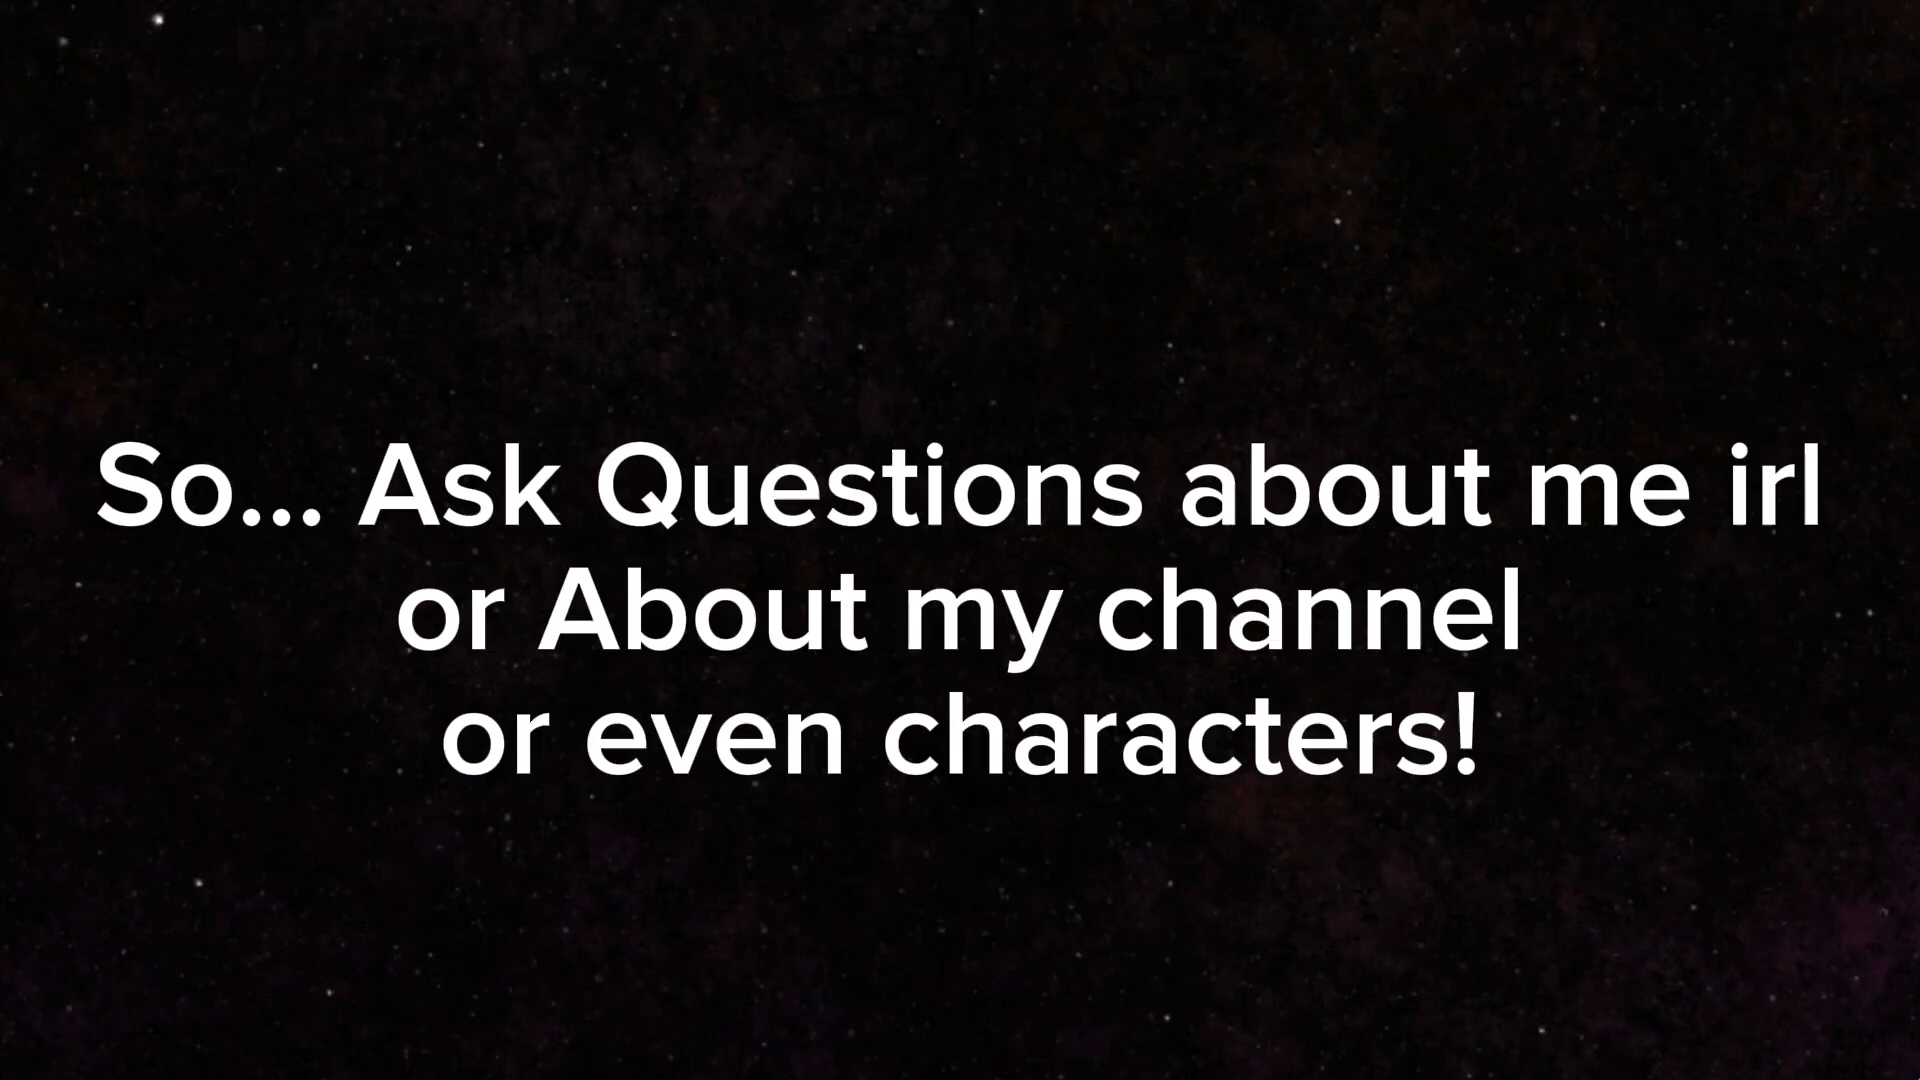 So... Ask Questions about me irl
or About my channel
or even characters!